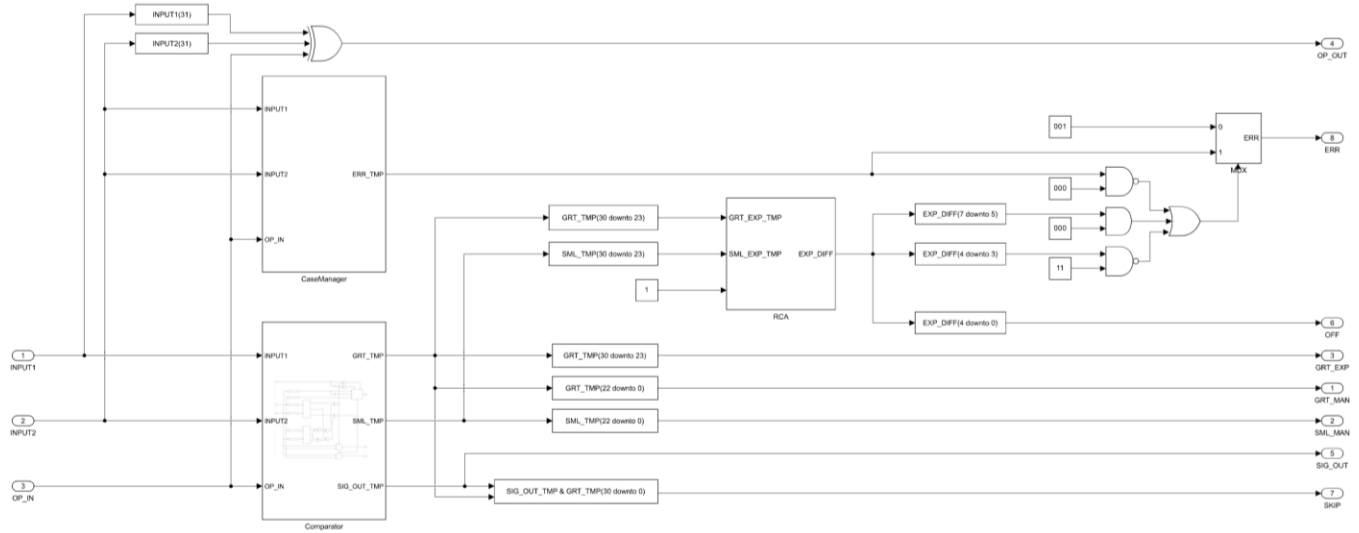 INPUT1(31)
INPUT2(31)
4
OP_OUT
INPUT1
INPUT2
ERR_TMP
OP_IN
CaseManager
001
0
ERR
1
MUX
8
ERR
000
000
11
GRT_TMP(30 downto 23)
SML_TMP(30 downto 23)
1
GRT_EXP_TMP
SML_EXP_TMP
EXP_DIFF
RCA
EXP_DIFF(7 downto 5)
EXP_DIFF(4 downto 3)
EXP_DIFF(4 downto 0)
6
OFF
1
INPUT1
2
INPUT2
3
OP_IN
INPUT1
GRT_TMP
INPUT2
SML_TMP
OP_IN
SIG_OUT_TMP
Comparator
GRT_TMP(30 downto 23)
3
GRT_EXP
GRT_TMP(22 downto 0)
1
GRT_MAN
SML_TMP(22 downto 0)
2
SML_MAN
5
SIG_OUT
SIG_OUT_TMP & GRT_TMP(30 downto 0)
7
SKIP